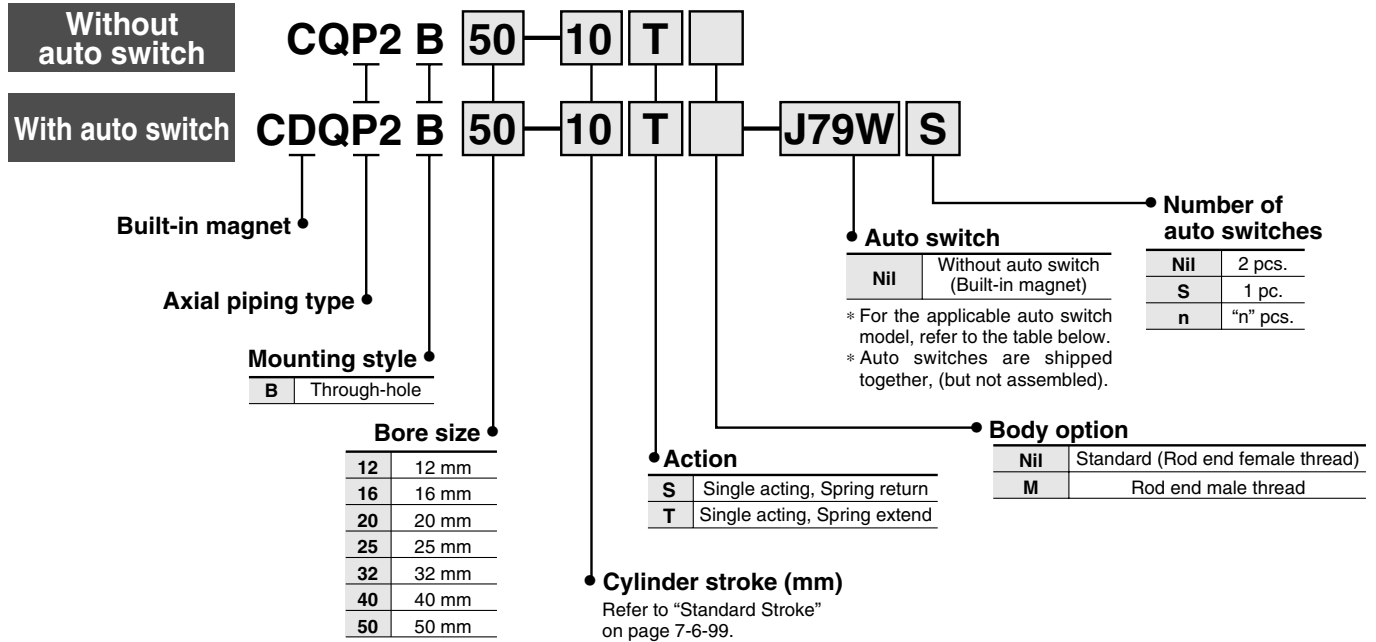 Without
auto switch
CQP2 B 50-10 T
With auto switch
CDQP2 B 50-10 T -J79W S
Built-in magnet
Axial piping type
Mounting style
B Through-hole
Bore size
12 12 mm
16 16 mm
20 20 mm
25 25 mm
32 32 mm
40 40 mm
50 50 mm
Cylinder stroke (mm)
Refer to “Standard Stroke”
on page 7-6-99.
Action
S Single acting, Spring return
T Single acting, Spring extend
Auto switch
Nil Without auto switch
(Built-in magnet)
* For the applicable auto switch
model, refer to the table below.
* Auto switches are shipped
together, (but not assembled).
Body option
Nil Standard (Rod end female thread)
M Rod end male thread
Number of
auto switches
Nil 2 pcs.
S 1 pc.
n “n” pcs.